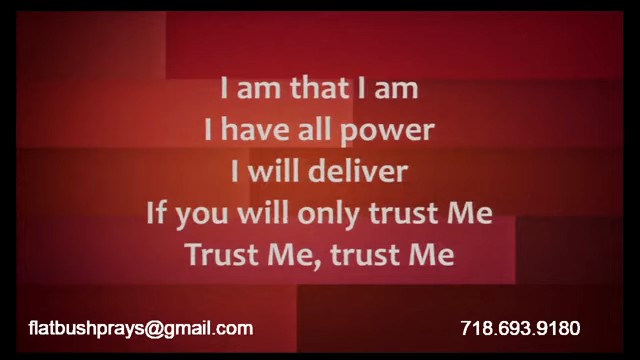 I am that I am
I have all power
I will deliver
If you will only trust Me
Trust Me, trust Me
flatbushprays@gmail.com
718.693.9180